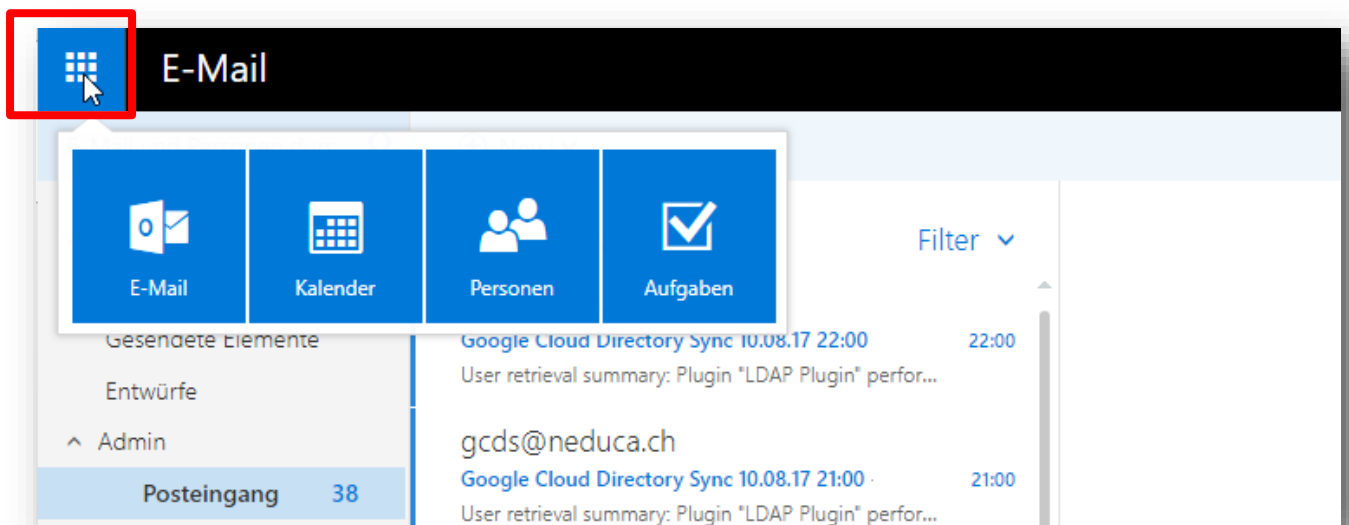 E-Mail
E-Mail
Kalender
Personen
Aufgaben
Filter
Gesendete Elemente
Entwürfe
Admin
Posteingang 38
Google Cloud Directory Sync 10.08.17 22:00 22:00
User retrieval summary: Plugin "LDAP Plugin" perfor...
gcds@neduca.ch
Google Cloud Directory Sync 10.08.17 21:00 21:00
User retrieval summary: Plugin "LDAP Plugin" perfor...